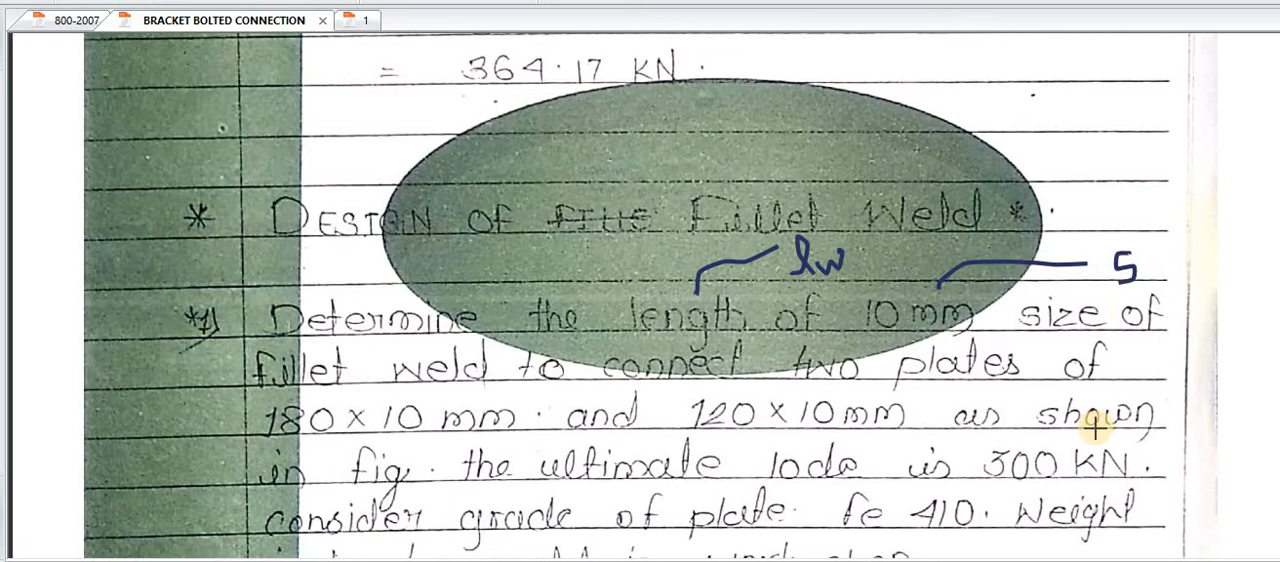 800-2007 BRACKET BOLTED CONNECTION × 1
= 364.17 KN.
* DESIGN OF Fillet Weld *.
lw 5
*1) Determine the length of 10mm size of
fillet weld to connect two plates of
180 x 10 mm. and 120 x 10mm as shown
in fig. the ultimate lode is 300 KN.
consider grade of plate. fe 410. Weight